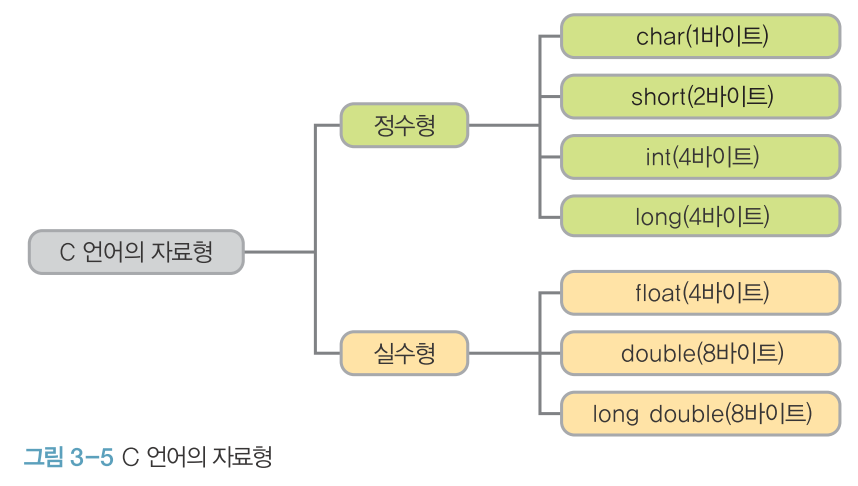 C 언어의 자료형
정수형
char(1바이트)
short(2바이트)
int(4바이트)
long(4바이트)
실수형
float(4바이트)
double(8바이트)
long double(8바이트)
그림 3-5 C 언어의 자료형